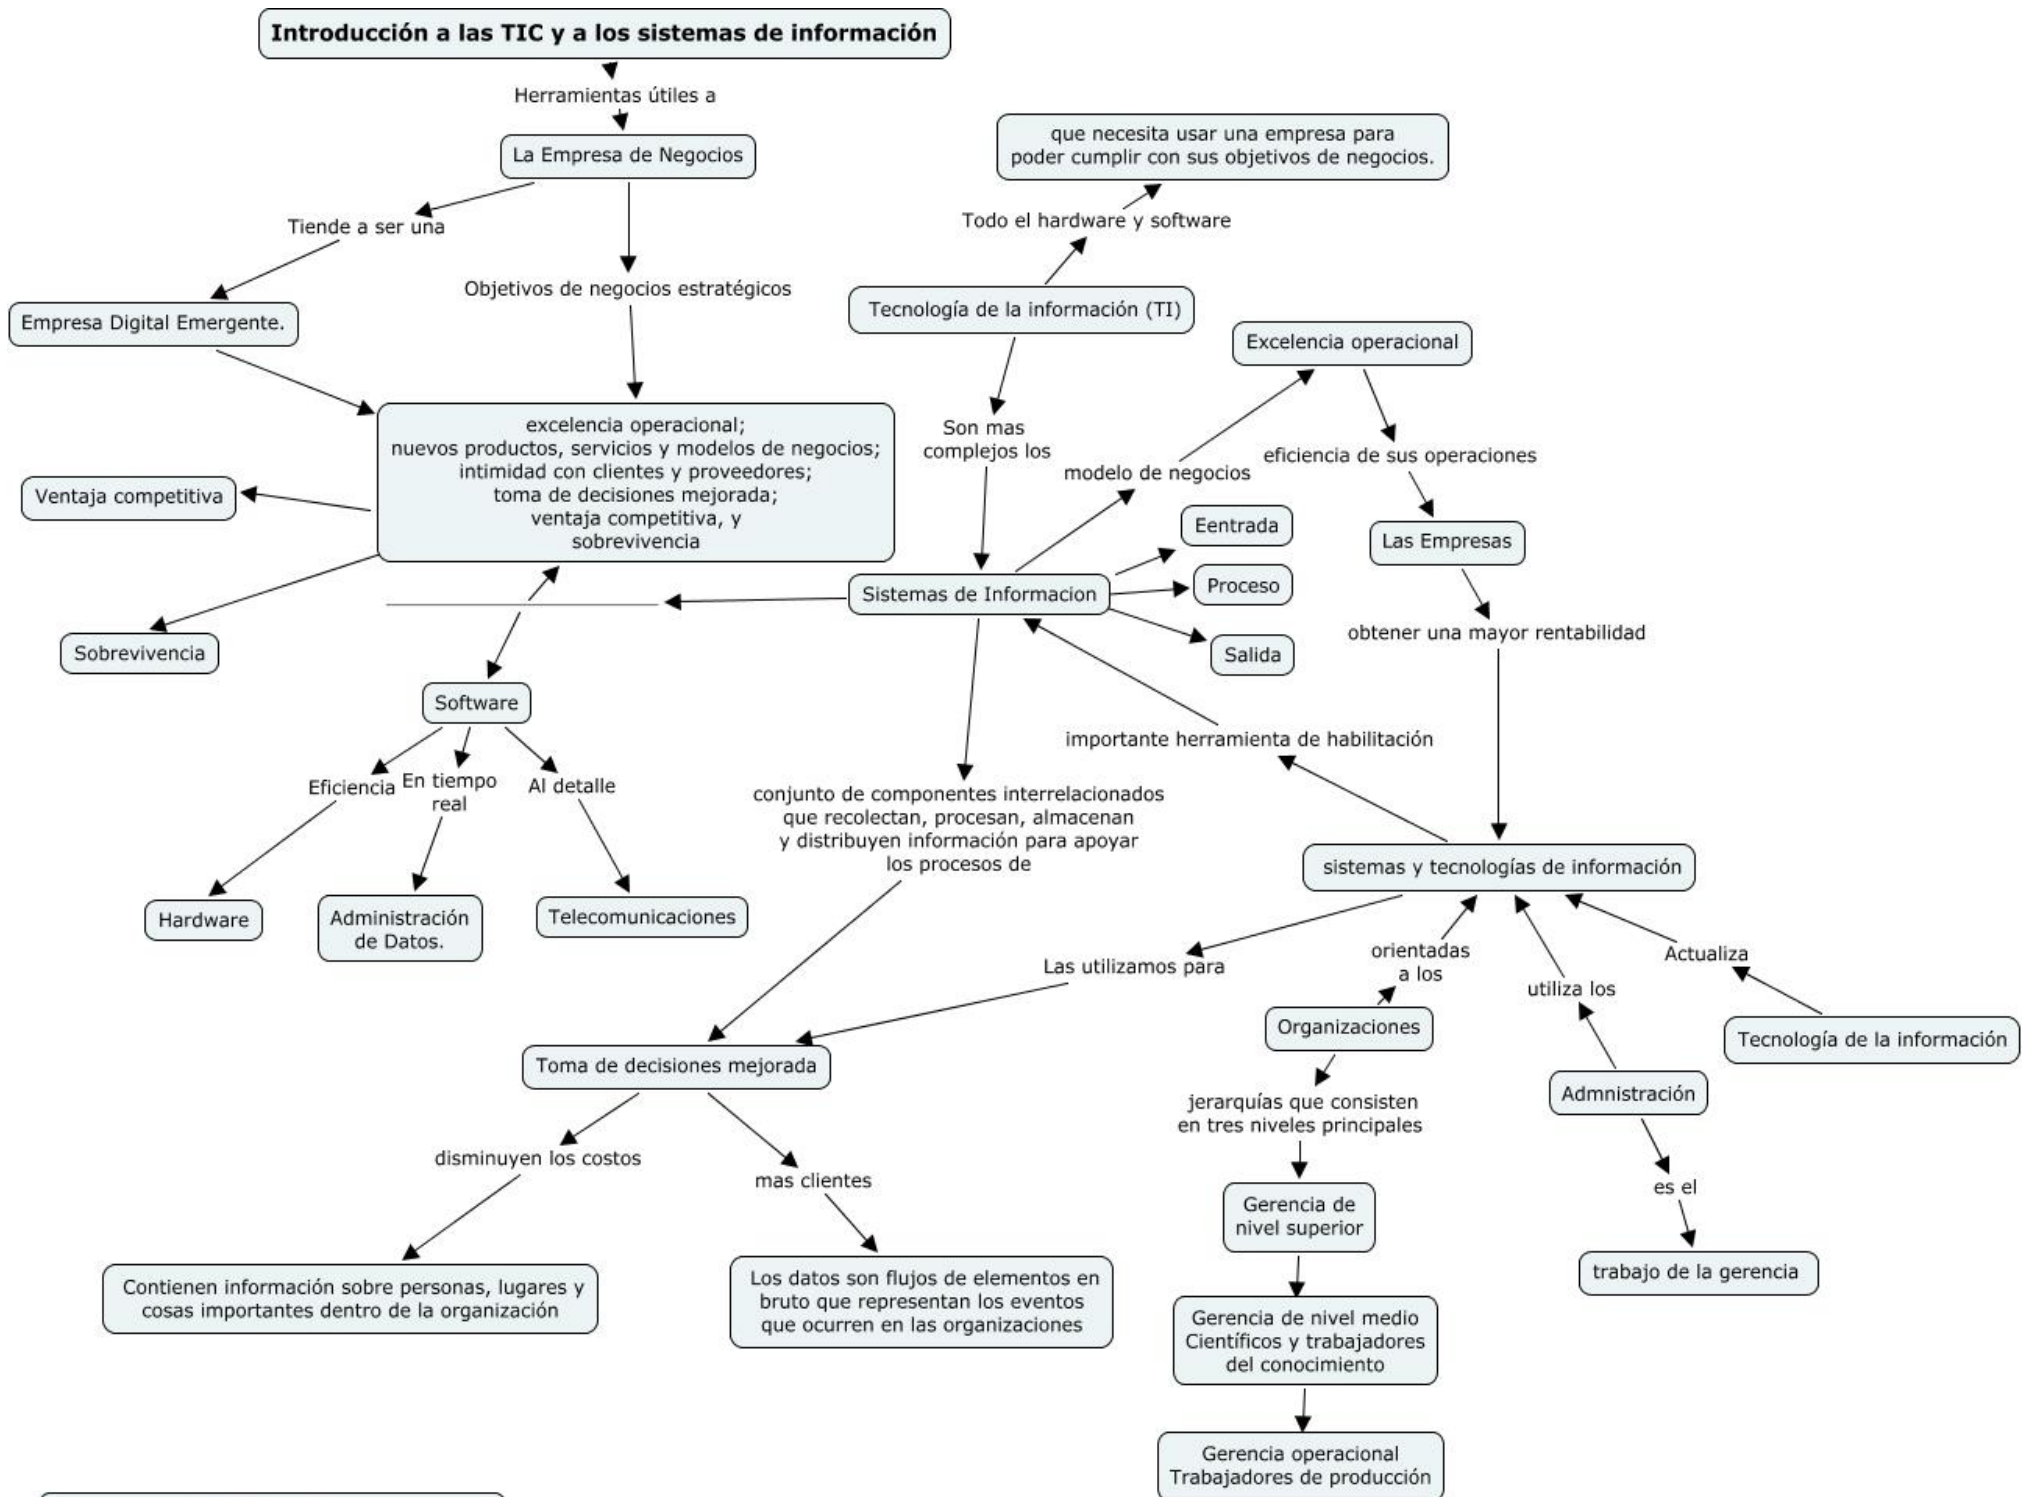 Introducción a las TIC y a los sistemas de información
Herramientas útiles a
La Empresa de Negocios
que necesita usar una empresa para
poder cumplir con sus objetivos de negocios.
Tiende a ser una
Todo el hardware y software
Objetivos de negocios estratégicos
Empresa Digital Emergente.
Tecnología de la información (TI)
Excelencia operacional
excelencia operacional;
nuevos productos, servicios y modelos de negocios;
intimidad con clientes y proveedores;
toma de decisiones mejorada;
ventaja competitiva, y
sobrevivencia
Son mas
complejos los
modelo de negocios
eficiencia de sus operaciones
Ventaja competitiva
Eentrada
Las Empresas
Sistemas de Informacion
Proceso
Salida
obtener una mayor rentabilidad
Sobrevivencia
Software
importante herramienta de habilitación
Eficiencia
En tiempo
real
Al detalle
conjunto de componentes interrelacionados
que recolectan, procesan, almacenan
y distribuyen información para apoyar
los procesos de
sistemas y tecnologías de información
Hardware
Administración
de Datos.
Telecomunicaciones
Las utilizamos para
orientadas
a los
utiliza los
Actualiza
Organizaciones
Tecnología de la información
Toma de decisiones mejorada
Admnistración
jerarquías que consisten
en tres niveles principales
disminuyen los costos
mas clientes
es el
Gerencia de
nivel superior
Contienen información sobre personas, lugares y
cosas importantes dentro de la organización
Los datos son flujos de elementos en
bruto que representan los eventos
que ocurren en las organizaciones
trabajo de la gerencia
Gerencia de nivel medio
Científicos y trabajadores
del conocimiento
Gerencia operacional
Trabajadores de producción